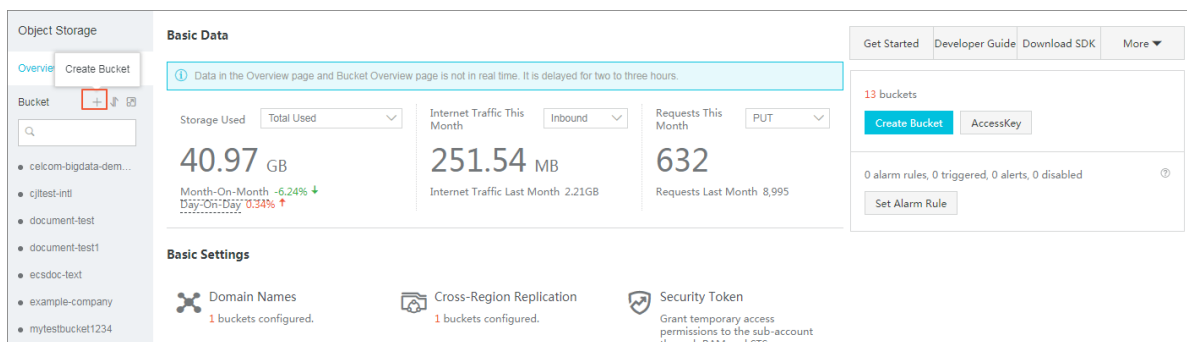 Object Storage
Overvie
Create Bucket
Bucket
celcom-bigdata-dem...
cjltest-intl
document-test
document-test1
ecsdoc-text
example-company
mytestbucket1234
Basic Data
Data in the Overview page and Bucket Overview page is not in real time. It is delayed for two to three hours.
Storage Used Total Used
40.97 GB
Month-On-Month -6.24%
Day-On-Day 0.34%
Internet Traffic This
Month
Inbound
251.54 MB
Internet Traffic Last Month 2.21GB
Requests This
Month
PUT
632
Requests Last Month 8,995
Basic Settings
Domain Names
1 buckets configured.
Cross-Region Replication
1 buckets configured.
Security Token
Grant temporary access
permissions to the sub-account
through RAM and STS
Get Started Developer Guide Download SDK More
13 buckets
Create Bucket AccessKey
0 alarm rules, 0 triggered, 0 alerts, 0 disabled
Set Alarm Rule